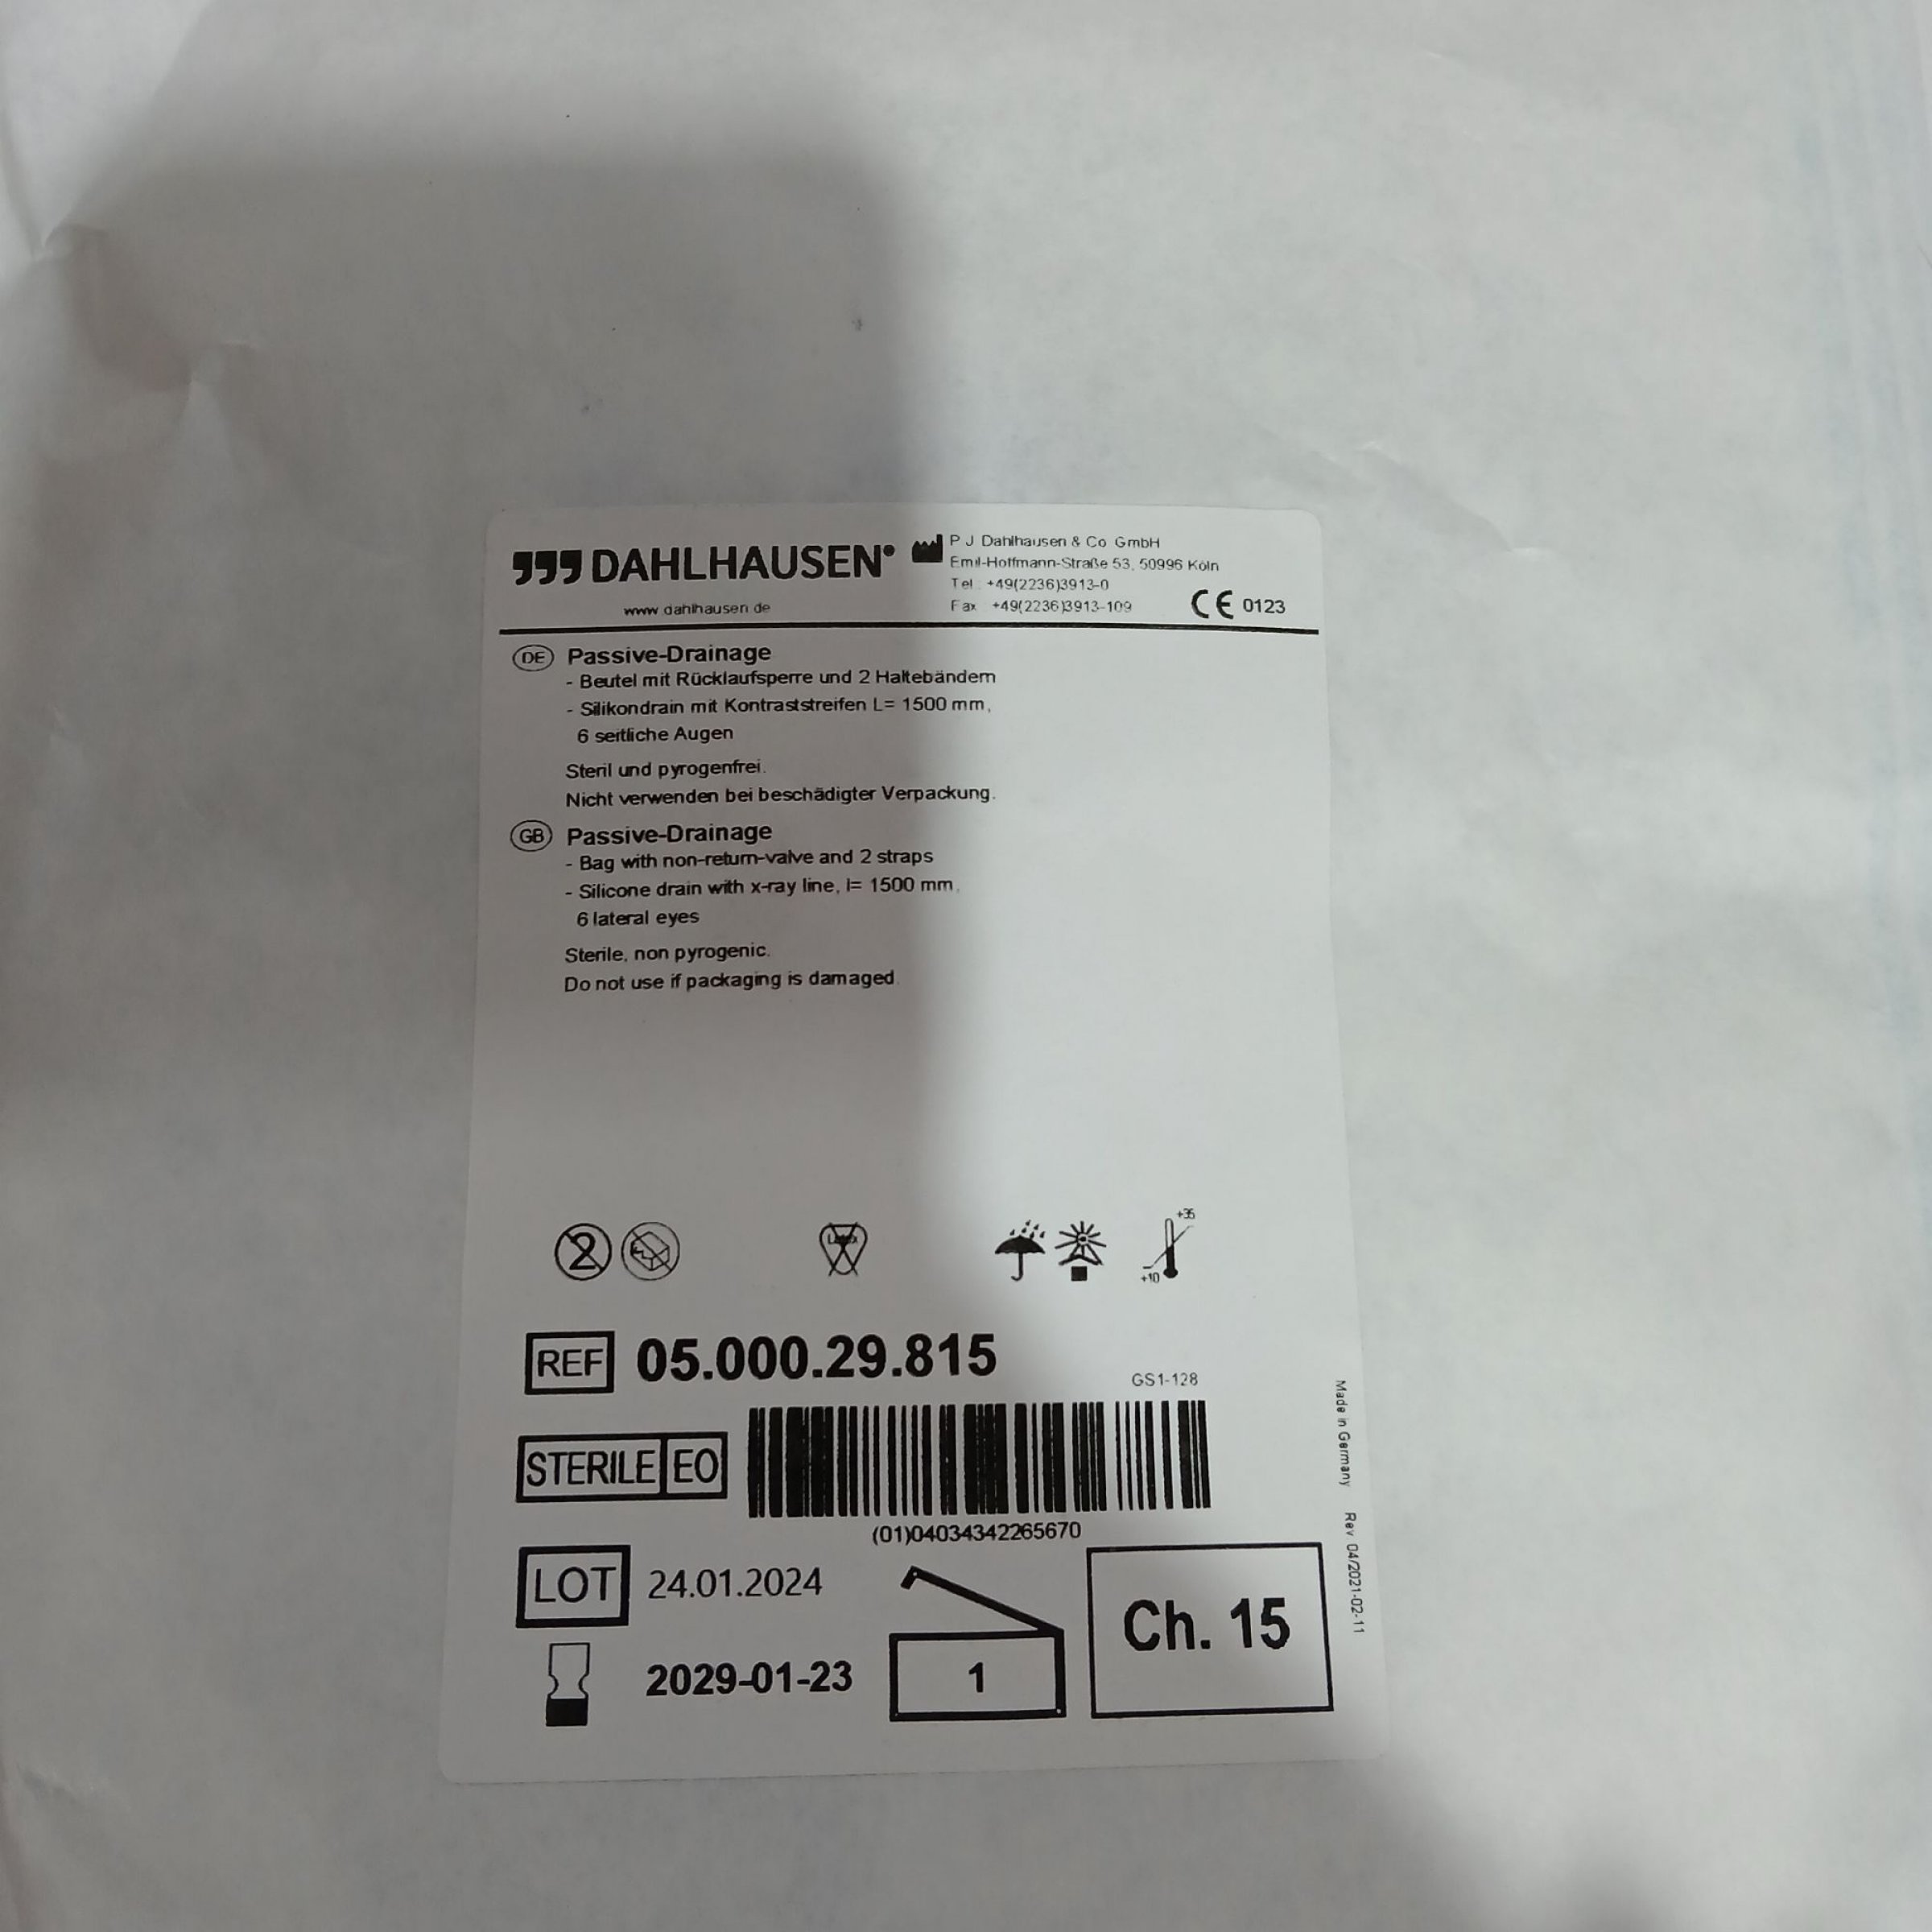 DAHLHAUSEN
www.dahlhausen.de
P.J. Dahlhausen & Co. GmbH
Emil-Hoffmann-Straße 53, 50996 Köln
Tel.: +49(2236)3913-0
Fax: +49(2236)3913-109
CE 0123
DE Passive-Drainage
- Beutel mit Rücklaufsperre und 2 Haltebändern
- Silikondrain mit Kontraststreifen L= 1500 mm,
6 seitliche Augen
Steril und pyrogenfrei.
Nicht verwenden bei beschädigter Verpackung.
GB Passive-Drainage
- Bag with non-return-valve and 2 straps
- Silicone drain with x-ray line, l= 1500 mm,
6 lateral eyes
Sterile, non pyrogenic.
Do not use if packaging is damaged.
2
Latex
+35
+10
REF 05.000.29.815
GS1-128
STERILE EO
(01)04034342265670
LOT 24.01.2024
2029-01-23
1
Ch. 15
Made in Germany Rev. 04/2021-02-11